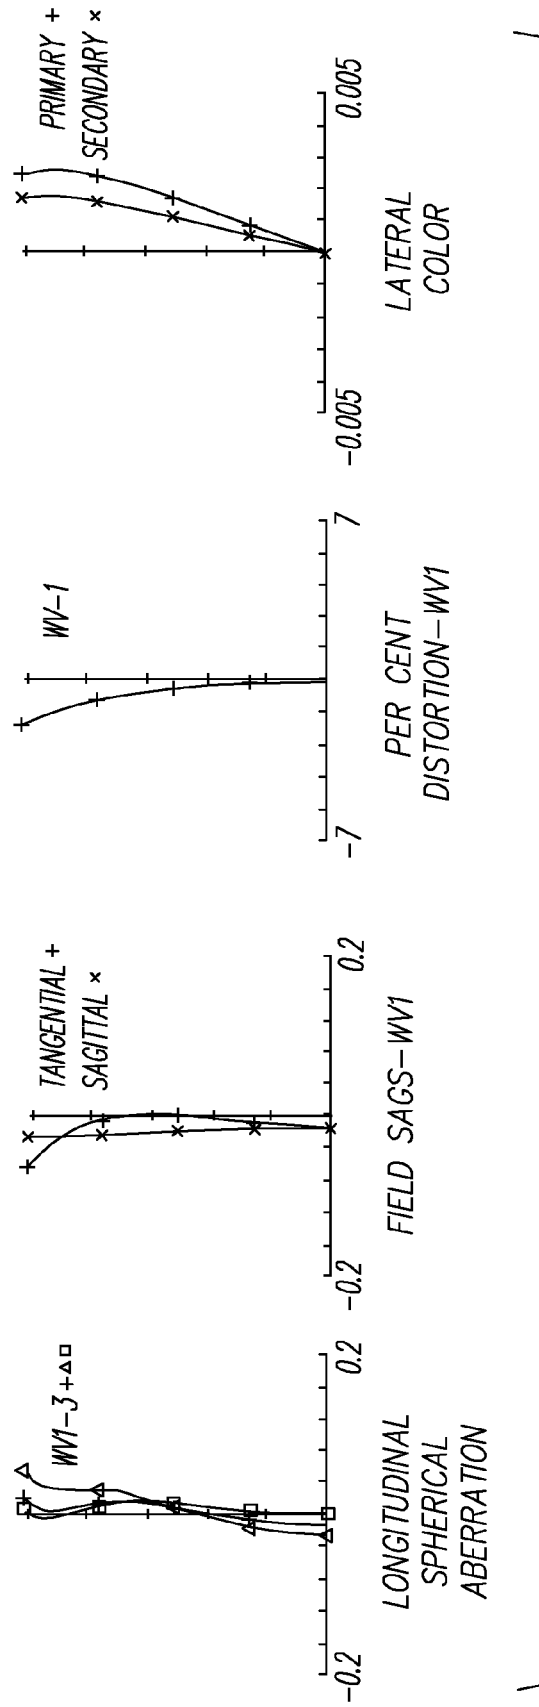 WV1-3+△□
-0.2
0.2
LONGITUDINAL
SPHERICAL
ABERRATION
TANGENTIAL +
SAGITTAL ×
-0.2
0.2
FIELD SAGS-WV1
WV-1
-7
7
PER CENT
DISTORTION-WV1
PRIMARY +
SECONDARY ×
-0.005
0.005
LATERAL
COLOR